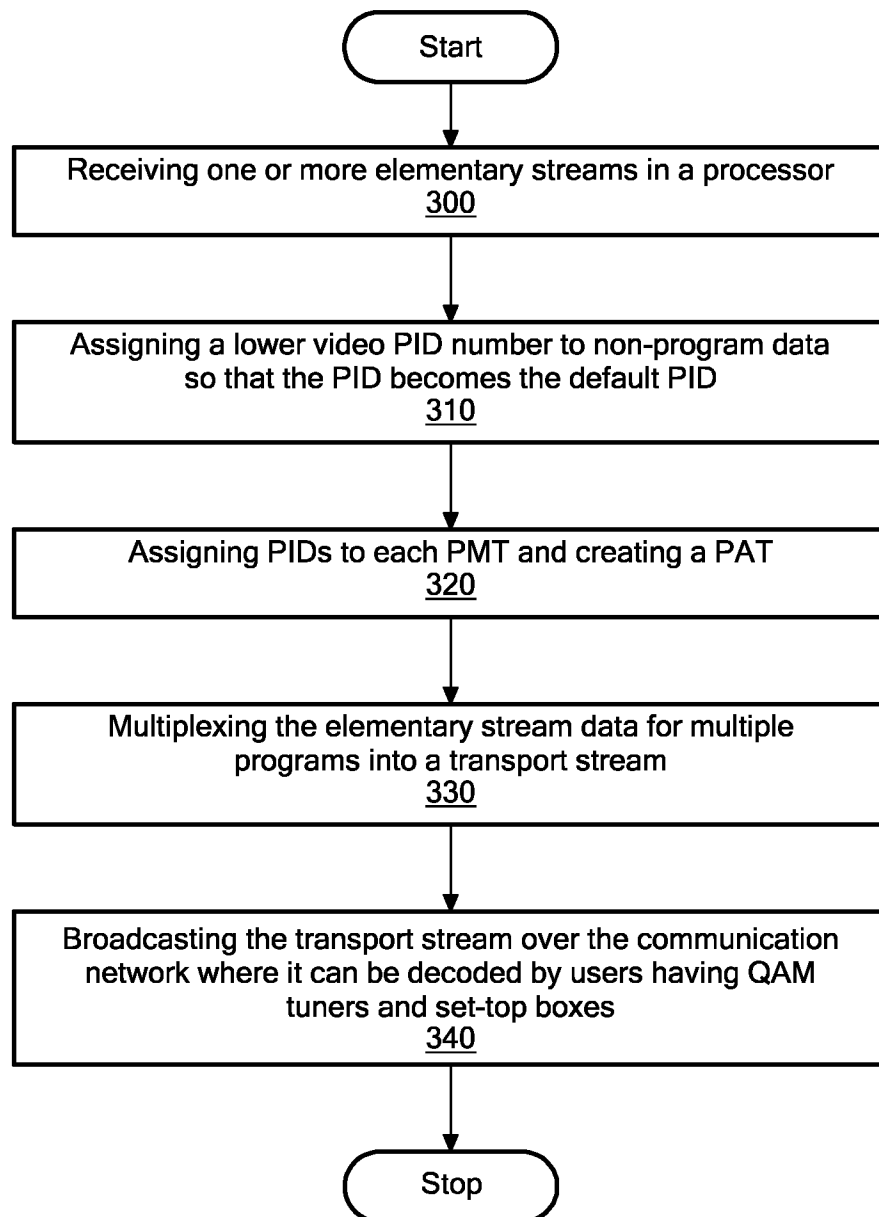 Start
Receiving one or more elementary streams in a processor
300
Assigning a lower video PID number to non-program data
so that the PID becomes the default PID
310
Assigning PIDs to each PMT and creating a PAT
320
Multiplexing the elementary stream data for multiple
programs into a transport stream
330
Broadcasting the transport stream over the communication
network where it can be decoded by users having QAM
tuners and set-top boxes
340
Stop